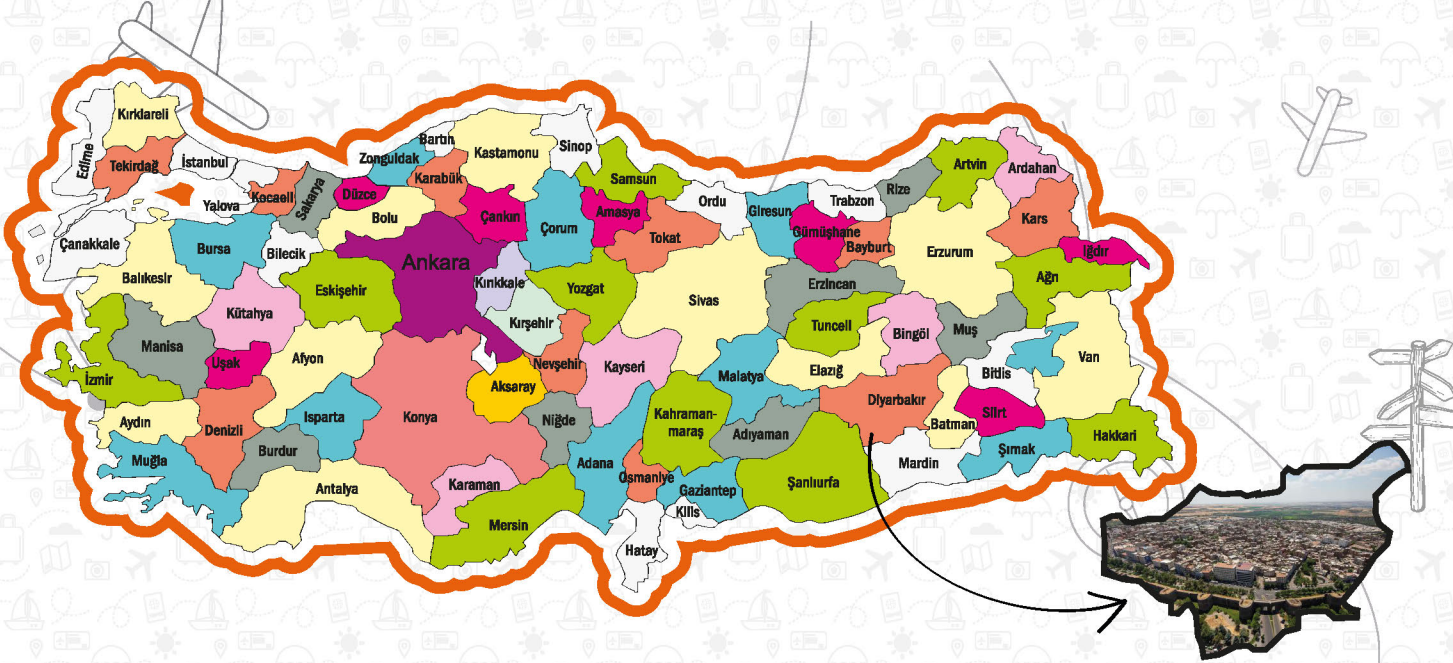 Kırklareli
Edime
Tekirdağ
İstanbul
Yalova
Kocaell
Sakarya
Düzce
Zonguldak
Bartın
Karabük
Kastamonu
Sinop
Samsun
Ordu
Giresun
Trabzon
Rize
Artvin
Ardahan
Kars
Iğdır
Çanakkale
Balıkesir
Bursa
Bilecik
Bolu
Ankara
Çankırı
Çorum
Amasya
Tokat
Gümüşhane
Bayburt
Erzurum
Ağrı
Kütahya
Eskişehir
Kırıkkale
Yozgat
Sivas
Erzincan
Tuncell
Bingöl
Muş
Bitlis
Van
İzmir
Manisa
Uşak
Afyon
Kırşehir
Nevşehir
Kayseri
Malatya
Elazığ
Diyarbakır
Batman
Siirt
Hakkari
Aydın
Denizli
Isparta
Konya
Aksaray
Niğde
Kahraman-
maraş
Adıyaman
Mardin
Şırnak
Muğla
Burdur
Antalya
Karaman
Mersin
Adana
Osmaniye
Gaziantep
Şanlıurfa
Kilis
Hatay